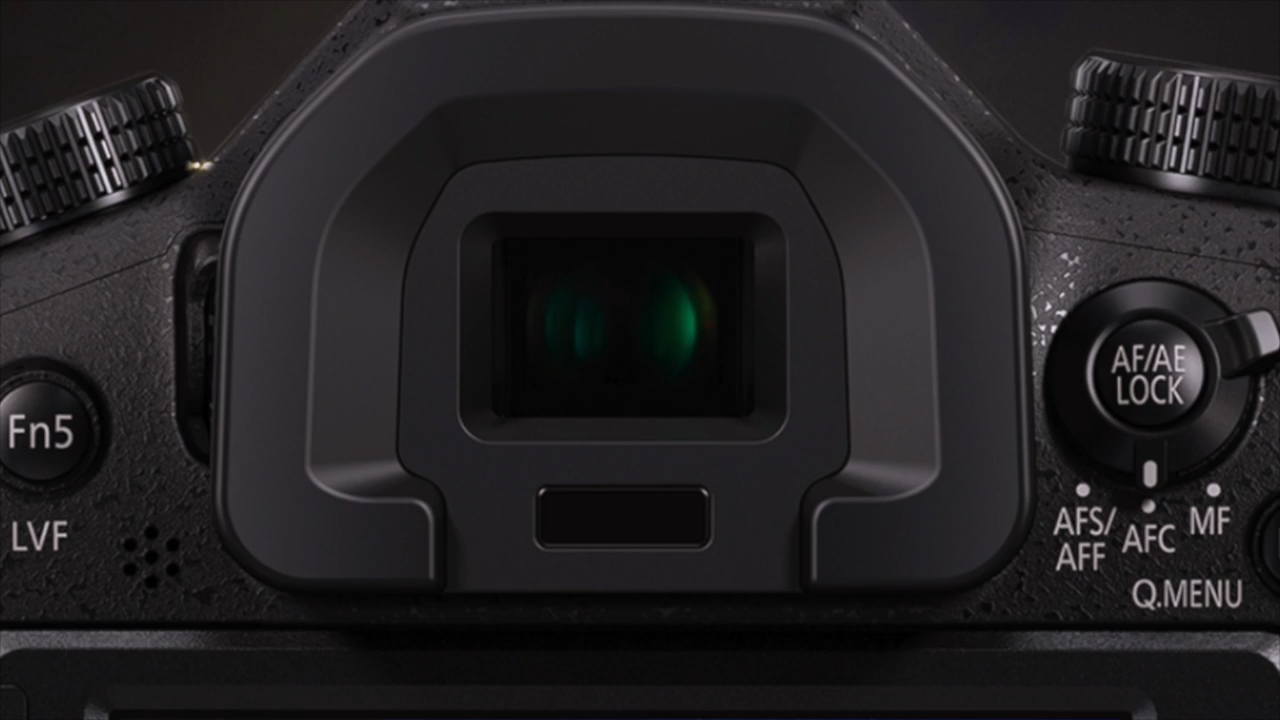 AF/AE
LOCK
Fn5
LVF
AFS/
AFF
AFC
MF
Q.MENU